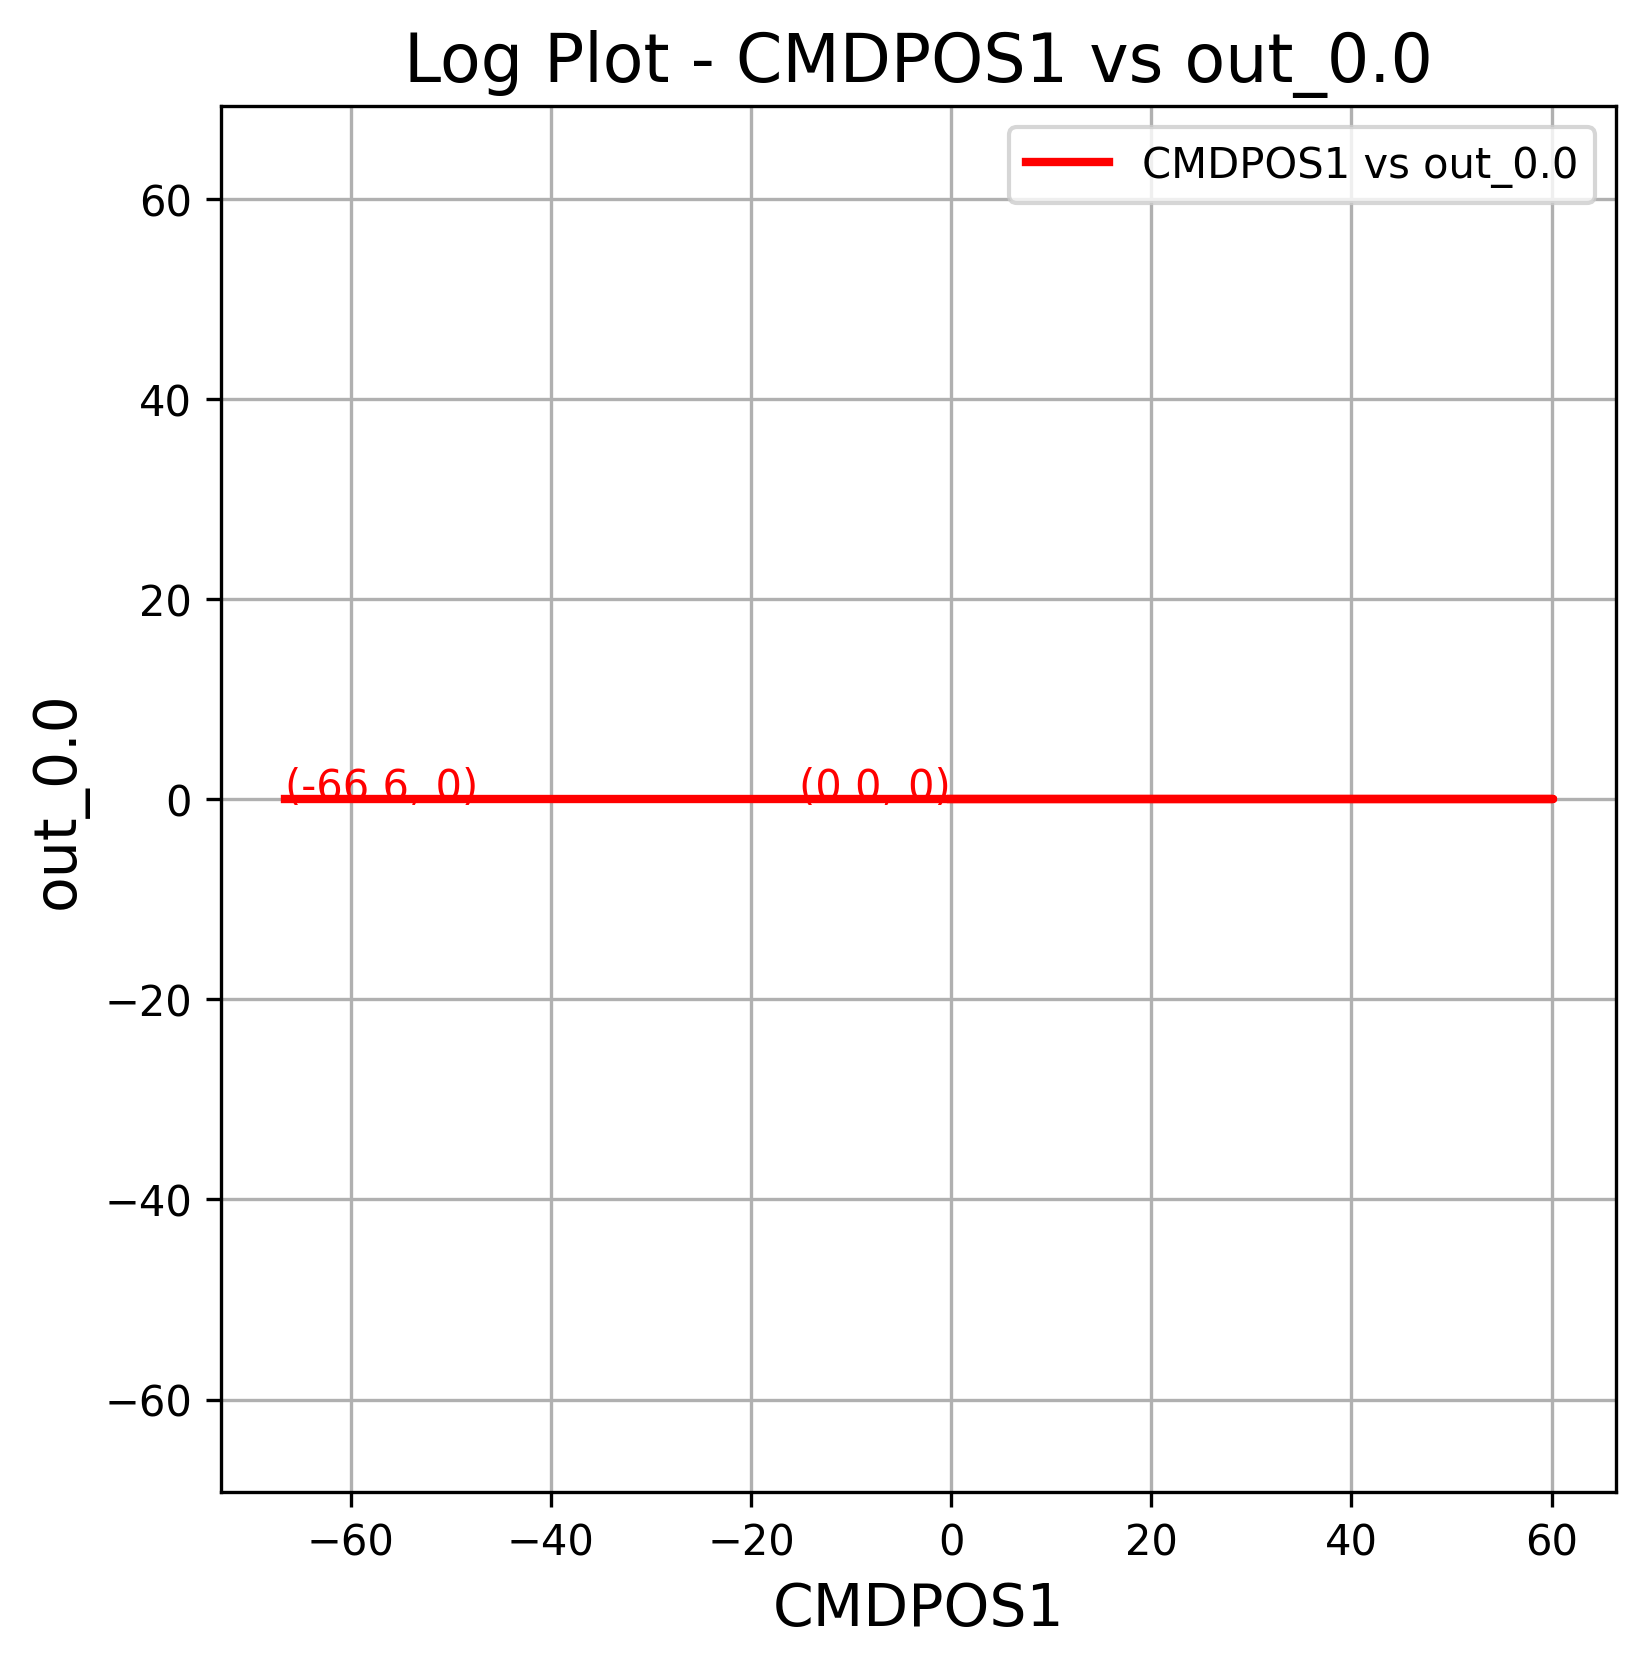 Log Plot - CMDPOS1 vs out_0.0
CMDPOS1 vs out_0.0
60
40
20
0
−20
−40
−60
out_0.0
(-66.6, 0)
(0.0, 0)
−60 −40 −20 0 20 40 60
CMDPOS1